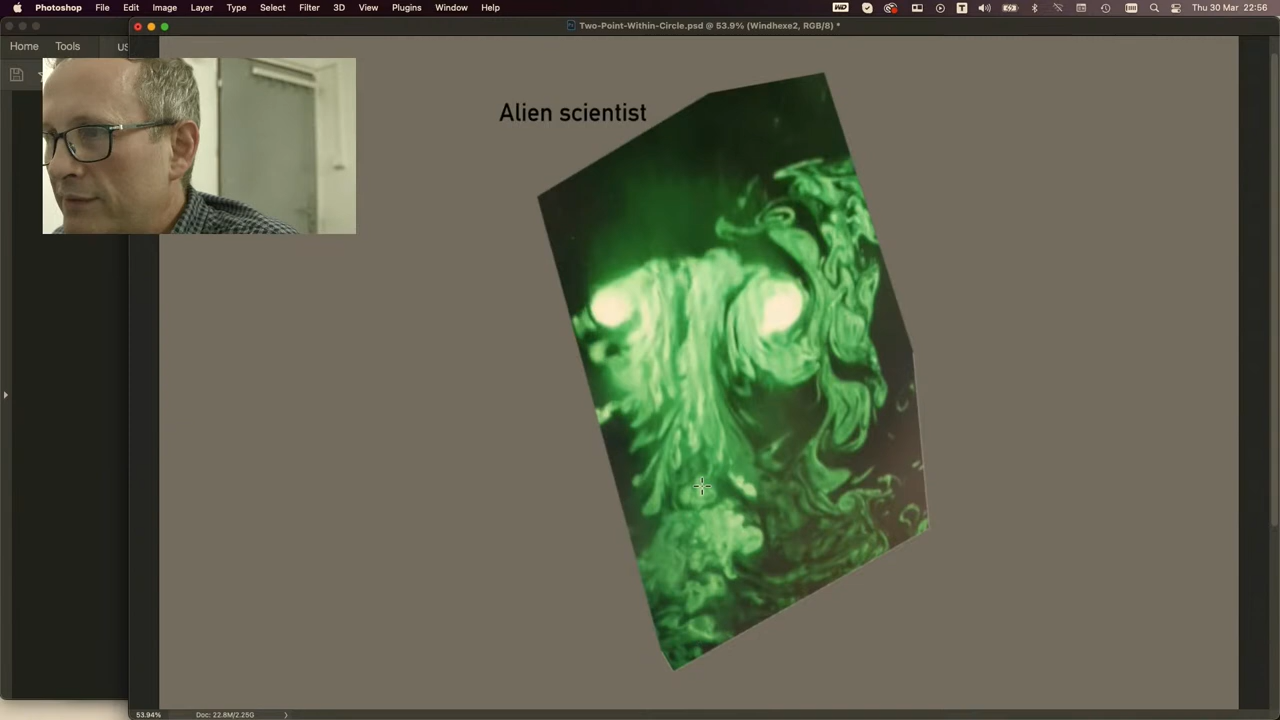 Photoshop File Edit Image Layer Type Select Filter 3D View Plugins Window Help Thu 30 Mar 22:56
Two-Point-Within-Circle.psd @ 53.9% (Windhexe2, RGB/8) *
Home Tools
Alien scientist
53.94% Doc: 22.8M/2.25G